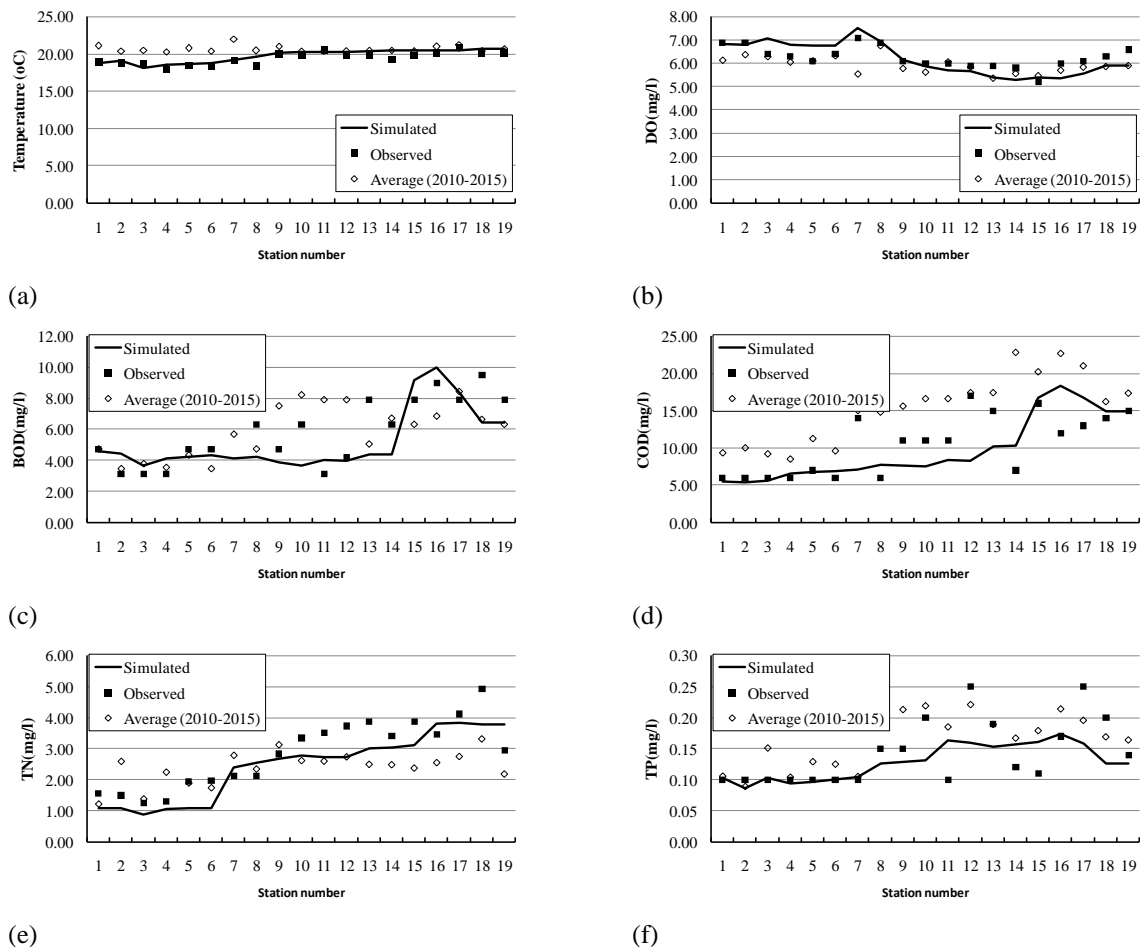 25.00
20.00
15.00
10.00
5.00
0.00
Temperature (oC)
Simulated
Observed
Average (2010-2015)
1 2 3 4 5 6 7 8 9 10 11 12 13 14 15 16 17 18 19
Station number
(a)
8.00
7.00
6.00
5.00
4.00
3.00
2.00
1.00
0.00
DO(mg/l)
Simulated
Observed
Average (2010-2015)
1 2 3 4 5 6 7 8 9 10 11 12 13 14 15 16 17 18 19
Station number
(b)
12.00
10.00
8.00
6.00
4.00
2.00
0.00
BOD(mg/l)
Simulated
Observed
Average (2010-2015)
1 2 3 4 5 6 7 8 9 10 11 12 13 14 15 16 17 18 19
Station number
(c)
25.00
20.00
15.00
10.00
5.00
0.00
COD(mg/l)
Simulated
Observed
Average (2010-2015)
1 2 3 4 5 6 7 8 9 10 11 12 13 14 15 16 17 18 19
Station number
(d)
6.00
5.00
4.00
3.00
2.00
1.00
0.00
TN(mg/l)
Simulated
Observed
Average (2010-2015)
1 2 3 4 5 6 7 8 9 10 11 12 13 14 15 16 17 18 19
Station number
(e)
0.30
0.25
0.20
0.15
0.10
0.05
0.00
TP(mg/l)
Simulated
Observed
Average (2010-2015)
1 2 3 4 5 6 7 8 9 10 11 12 13 14 15 16 17 18 19
Station number
(f)